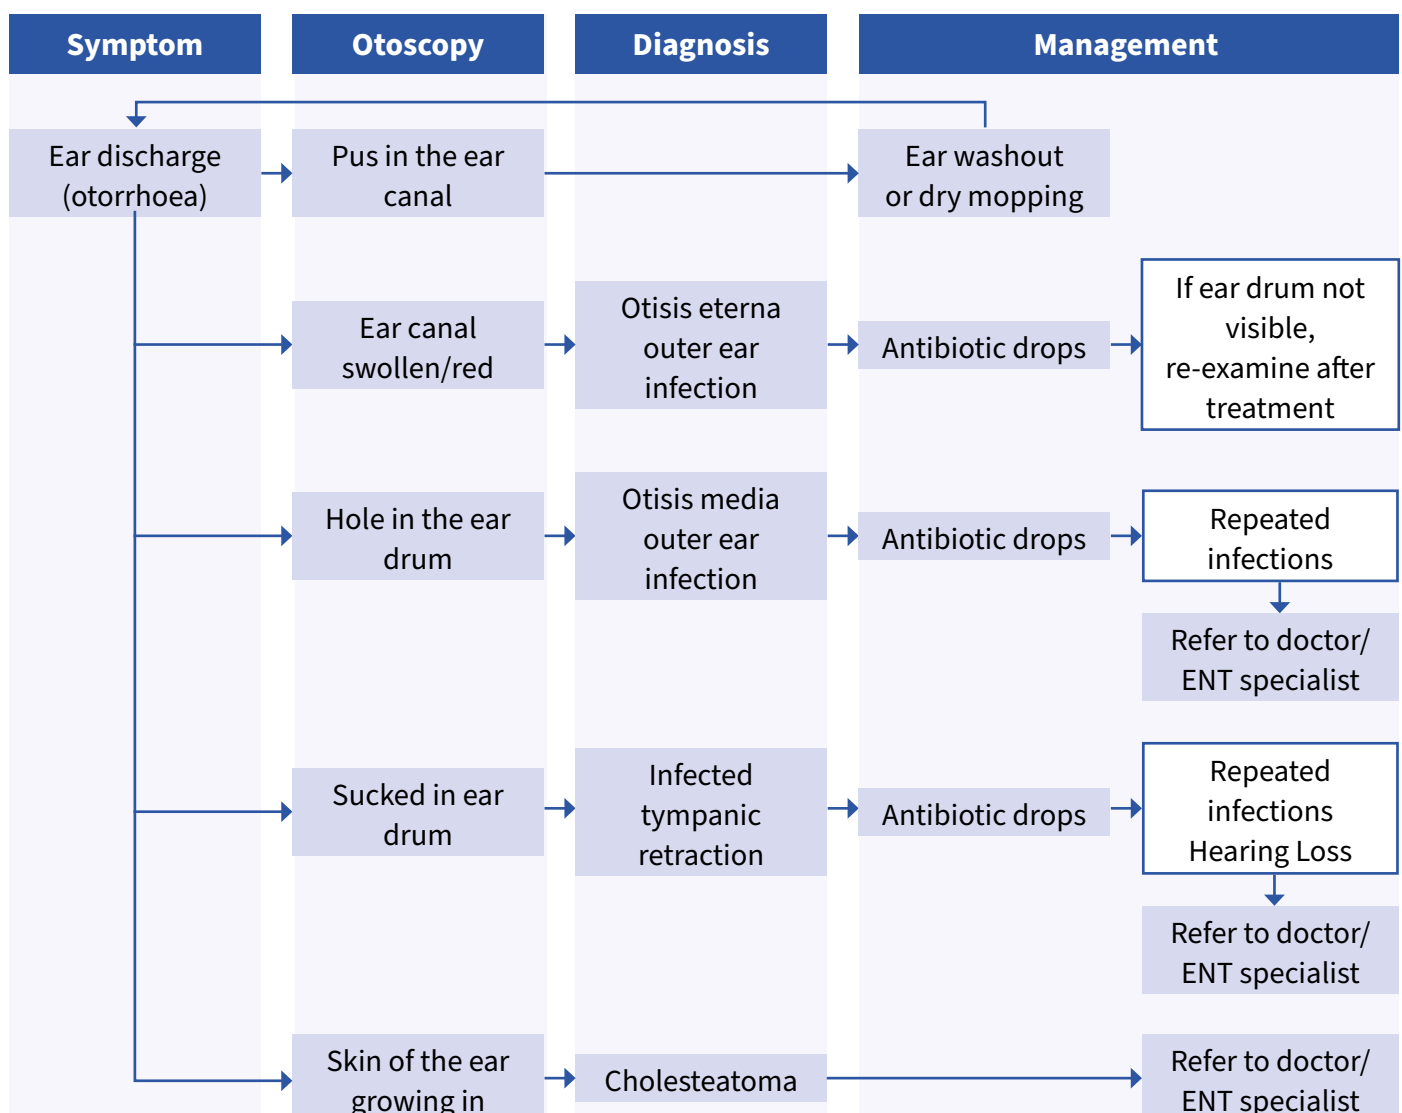 Symptom
Otoscopy
Diagnosis
Management
Ear discharge
(otorrhoea)
Pus in the ear
canal
Ear washout
or dry mopping
Ear canal
swollen/red
Otisis eterna
outer ear
infection
Antibiotic drops
If ear drum not
visible,
re-examine after
treatment
Hole in the ear
drum
Otisis media
outer ear
infection
Antibiotic drops
Repeated
infections
Refer to doctor/
ENT specialist
Sucked in ear
drum
Infected
tympanic
retraction
Antibiotic drops
Repeated
infections
Hearing Loss
Refer to doctor/
ENT specialist
Skin of the ear
growing in
Cholesteatoma
Refer to doctor/
ENT specialist